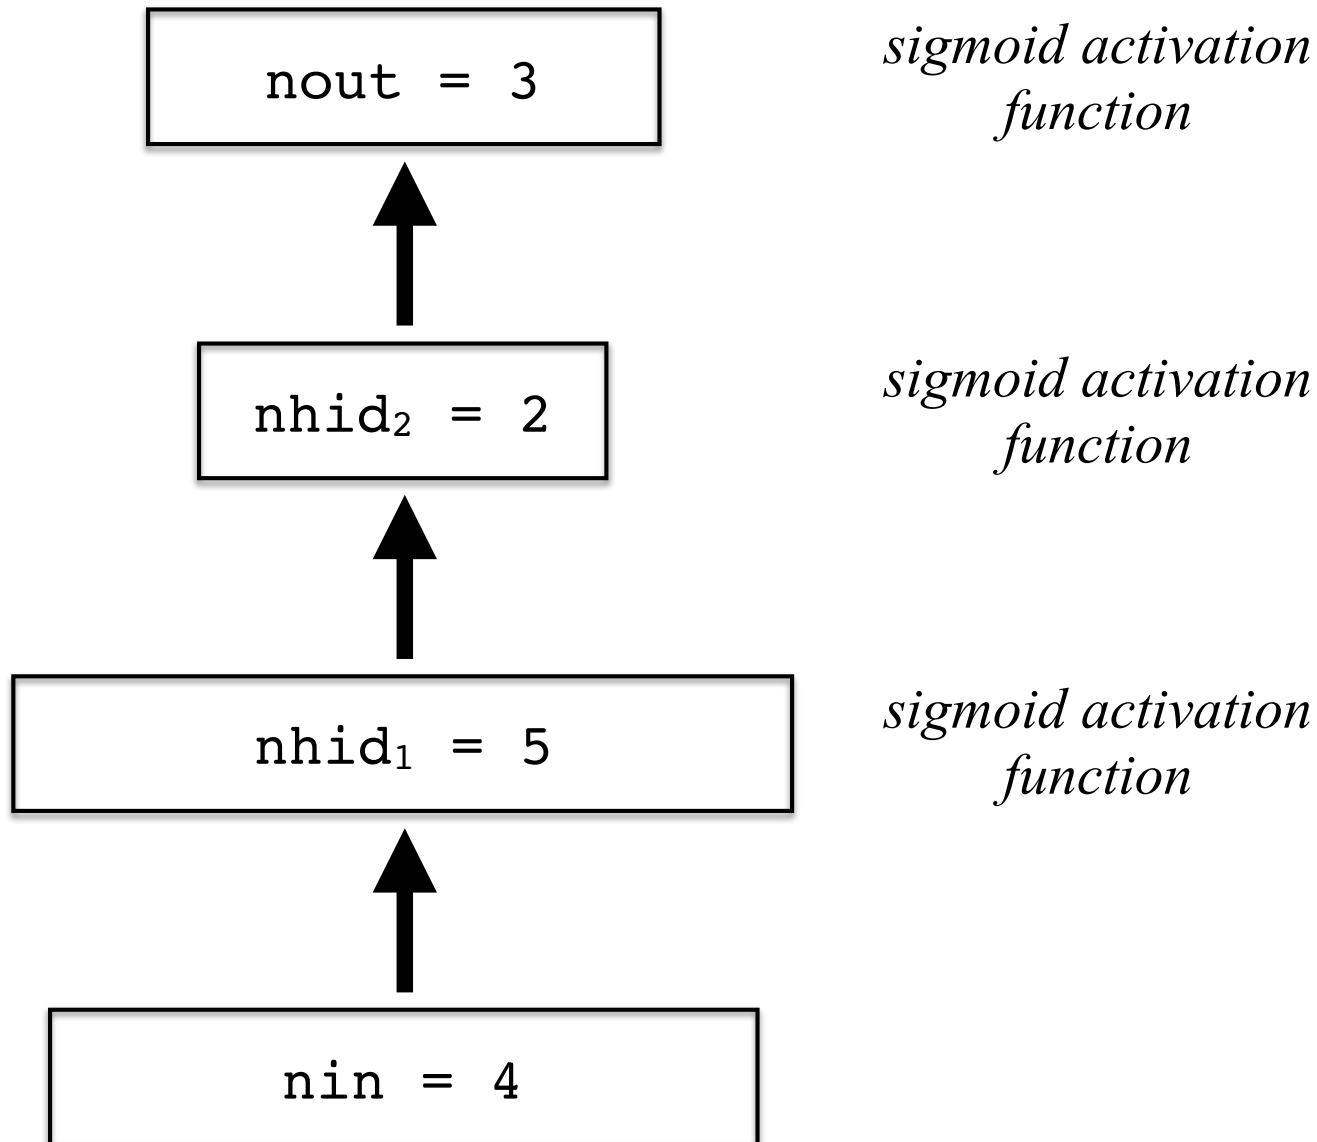 nout = 3
sigmoid activation
function
nhid₂ = 2
sigmoid activation
function
nhid₁ = 5
sigmoid activation
function
nin = 4